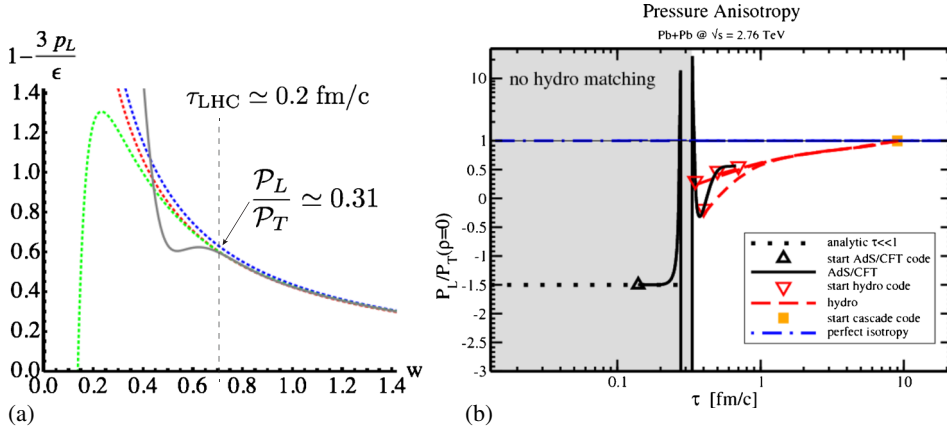 1− 3 p_L / ϵ
1.4
1.2
1.0
0.8
0.6
0.4
0.2
0.0
0.0 0.2 0.4 0.6 0.8 1.0 1.2 1.4 w
τ_LHC ≃ 0.2 fm/c
P_L / P_T ≃ 0.31
(a)
Pressure Anisotropy
Pb+Pb @ √s = 2.76 TeV
no hydro matching
P_L/P_T(ρ=0)
10
1
0.5
0
-0.5
-1
-1.5
-2
-2.5
-3
0.1 1 10
τ [fm/c]
analytic τ<<1
start AdS/CFT code
AdS/CFT
start hydro code
hydro
start cascade code
perfect isotropy
(b)